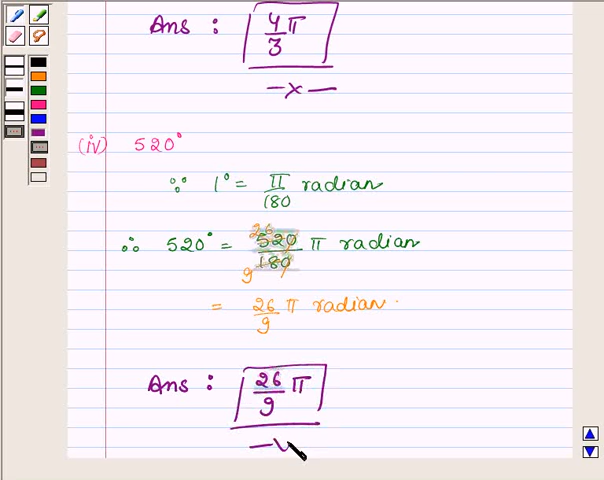 Ans : 4/3 π
—x—
(iv) 520°
∵ 1° = π/180 radian
∴ 520° = 520/180 π radian 26 9
= 26/9 π radian.
Ans : 26/9 π